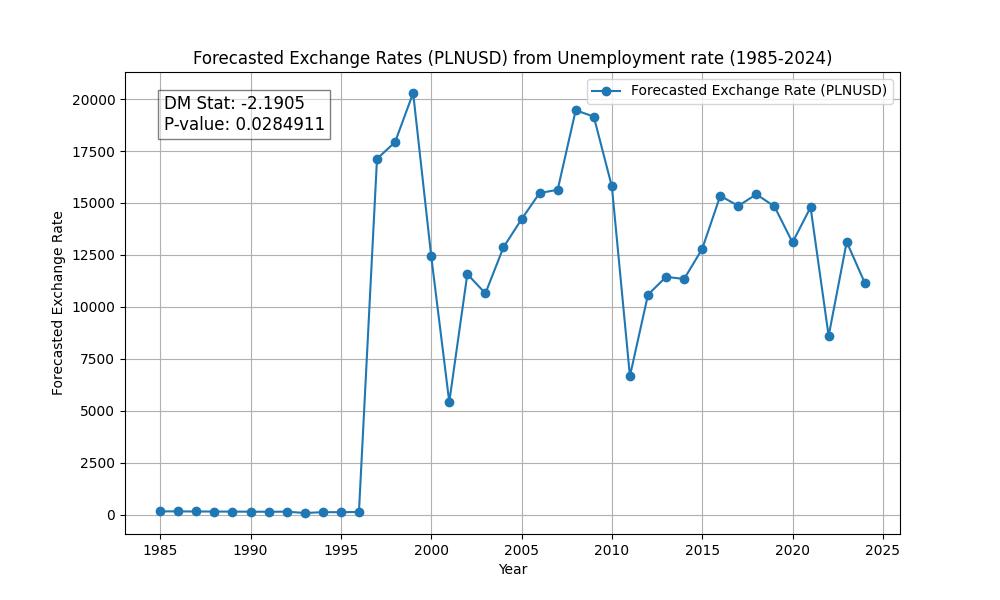 Forecasted Exchange Rates (PLNUSD) from Unemployment rate (1985-2024)
DM Stat: -2.1905
P-value: 0.0284911
Forecasted Exchange Rate (PLNUSD)
Forecasted Exchange Rate
20000
17500
15000
12500
10000
7500
5000
2500
0
1985 1990 1995 2000 2005 2010 2015 2020 2025
Year